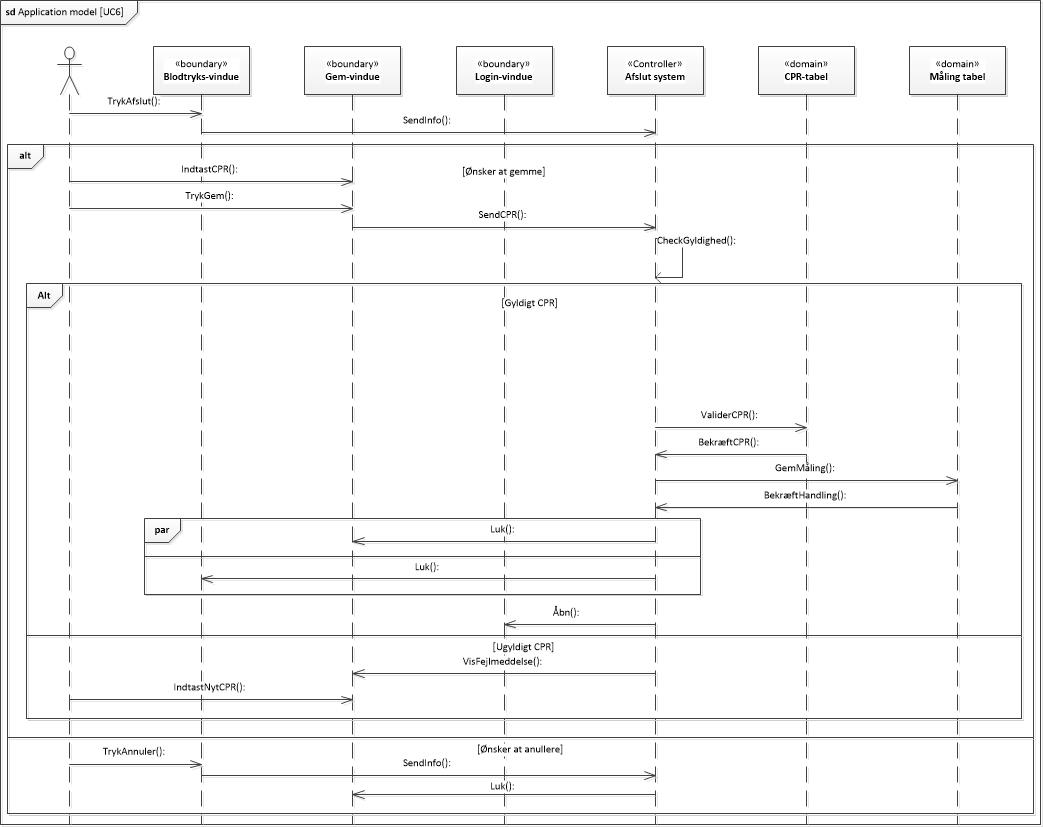 sd Application model [UC6]
«boundary»
Blodtryks-vindue
«boundary»
Gem-vindue
«boundary»
Login-vindue
«Controller»
Afslut system
«domain»
CPR-tabel
«domain»
Måling tabel
TrykAfslut():
SendInfo():
alt
IndtastCPR():
[Ønsker at gemme]
TrykGem():
SendCPR():
CheckGyldighed():
Alt
[Gyldigt CPR]
ValiderCPR():
BekræftCPR():
GemMåling():
BekræftHandling():
par
Luk():
Luk():
Åbn():
[Ugyldigt CPR]
VisFejlmeddelse():
IndtastNytCPR():
TrykAnnuler():
[Ønsker at anullere]
SendInfo():
Luk():